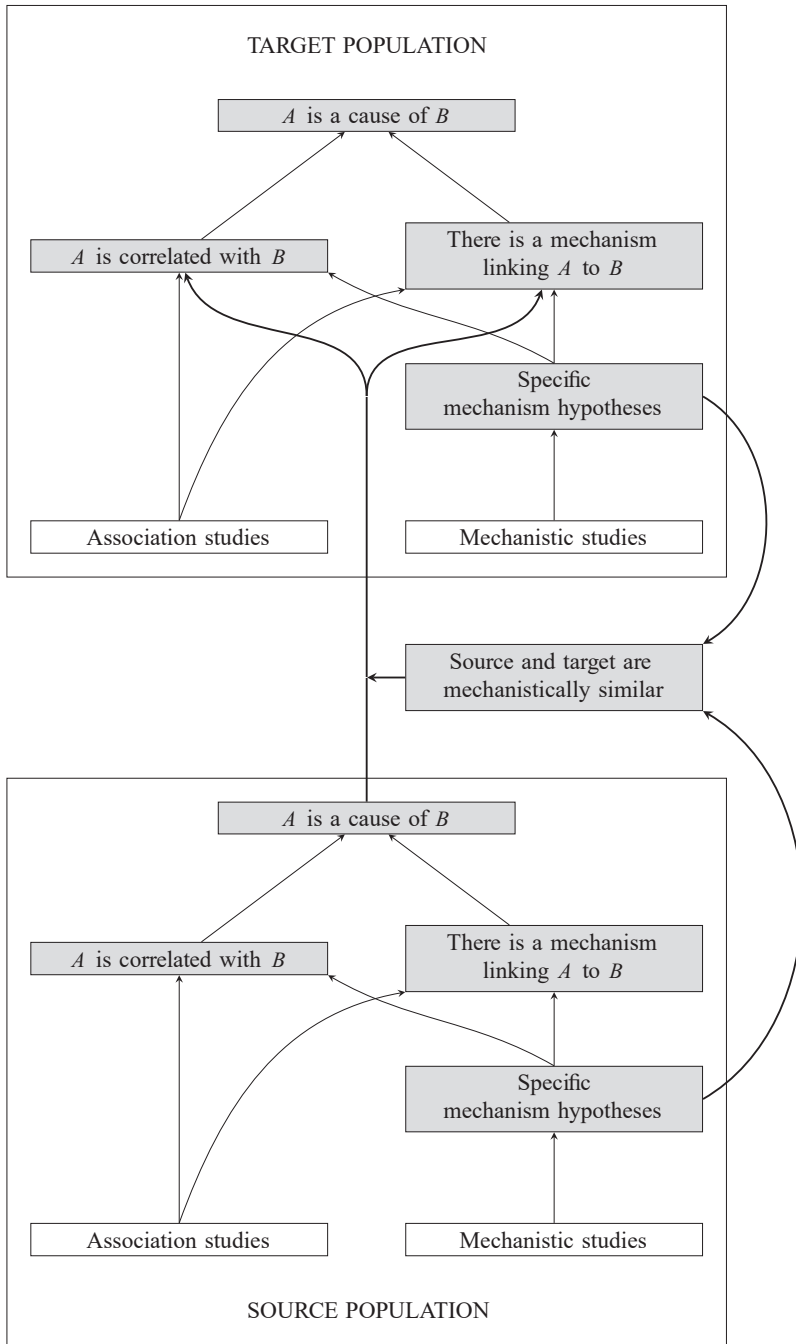 TARGET POPULATION
A is a cause of B
A is correlated with B
There is a mechanism
linking A to B
Specific
mechanism hypotheses
Association studies
Mechanistic studies
Source and target are
mechanistically similar
A is a cause of B
A is correlated with B
There is a mechanism
linking A to B
Specific
mechanism hypotheses
Association studies
Mechanistic studies
SOURCE POPULATION